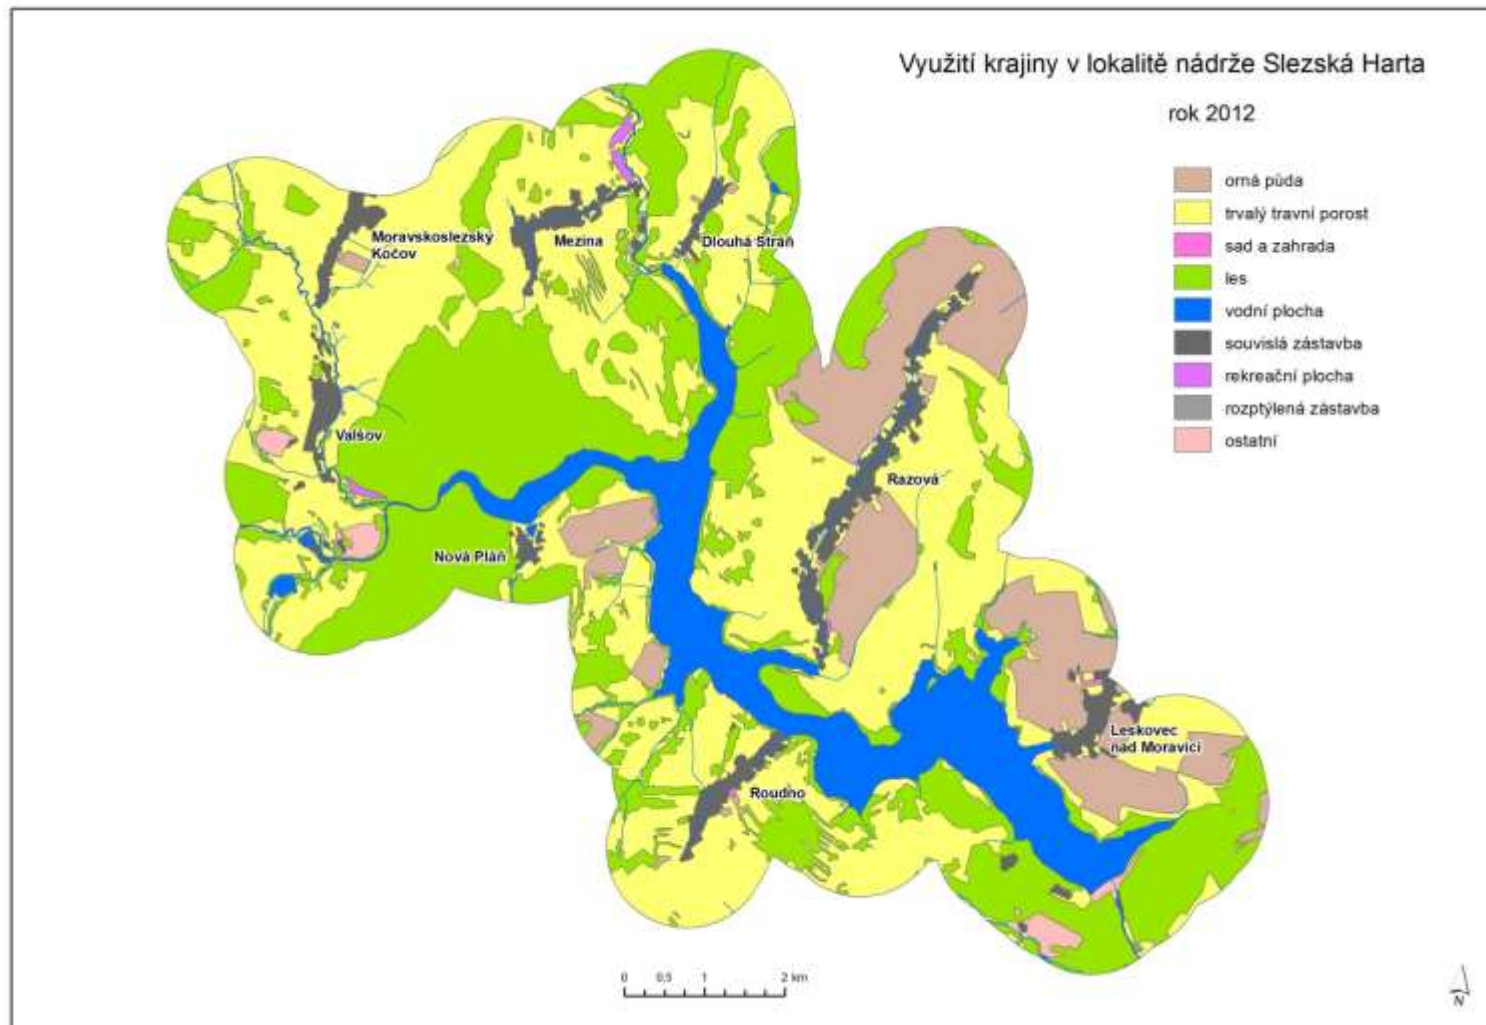 Využití krajiny v lokalitě nádrže Slezská Harta
rok 2012
orná půda
trvalý travní porost
sad a zahrada
les
vodní plocha
souvislá zástavba
rekreační plocha
rozptýlená zástavba
ostatní
Moravskoslezský
Kočov
Mezina
Dlouhá Stráň
Valšov
Razová
Nová Pláň
Leskovec
nad Moravicí
Roudno
0 0,5 1 2 km
N